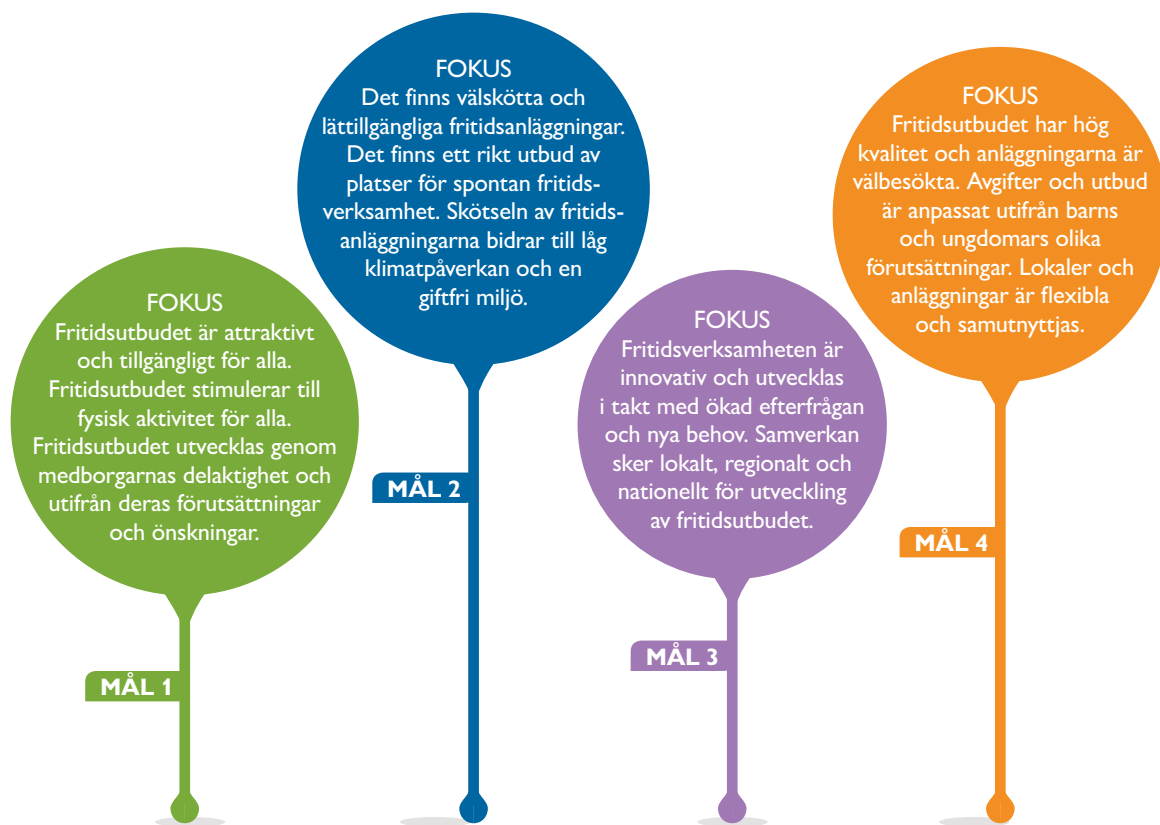 FOKUS
Fritidsutbudet är attraktivt
och tillgängligt för alla.
Fritidsutbudet stimulerar till
fysisk aktivitet för alla.
Fritidsutbudet utvecklas genom
medborgarnas delaktighet och
utifrån deras förutsättningar
och önskningar.
MÅL 1
FOKUS
Det finns välskötta och
lättillgängliga fritidsanläggningar.
Det finns ett rikt utbud av
platser för spontan fritids-
verksamhet. Skötseln av fritids-
anläggningarna bidrar till låg
klimatpåverkan och en
giftfri miljö.
MÅL 2
FOKUS
Fritidsverksamheten är
innovativ och utvecklas
i takt med ökad efterfrågan
och nya behov. Samverkan
sker lokalt, regionalt och
nationellt för utveckling
av fritidsutbudet.
MÅL 3
FOKUS
Fritidsutbudet har hög
kvalitet och anläggningarna är
välbesökta. Avgifter och utbud
är anpassat utifrån barns
och ungdomars olika
förutsättningar. Lokaler och
anläggningar är flexibla
och samutnyttjas.
MÅL 4